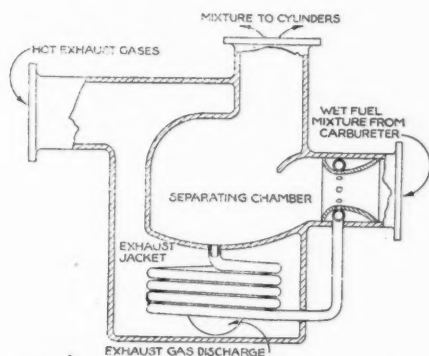 MIXTURE TO CYLINDERS
HOT EXHAUST GASES
WET FUEL
MIXTURE FROM
CARBURETER
SEPARATING CHAMBER
EXHAUST
JACKET
EXHAUST GAS DISCHARGE